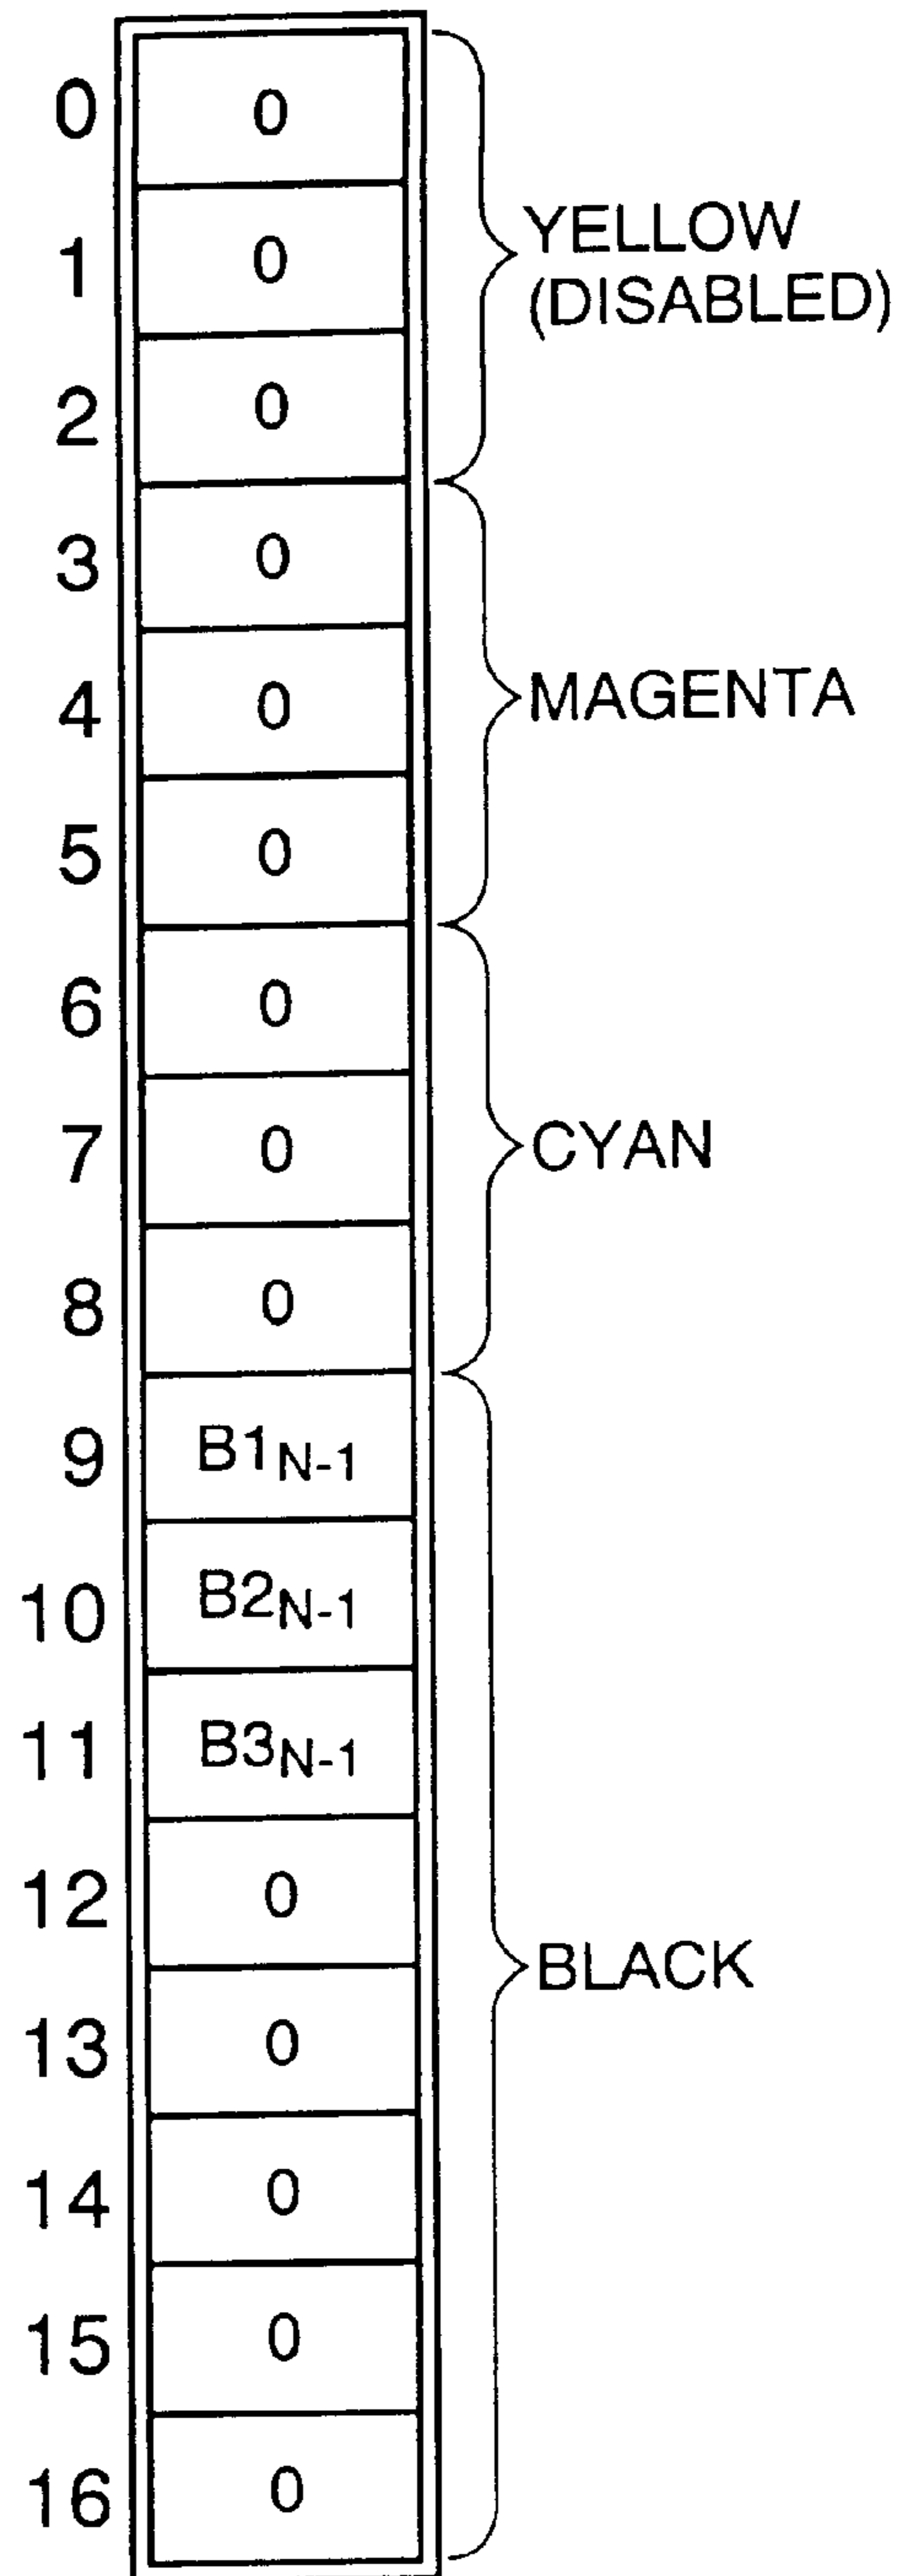 0 0
1 0
YELLOW
(DISABLED)
2 0
3 0
4 0
MAGENTA
5 0
6 0
7 0
CYAN
8 0
9 B1N-1
10 B2N-1
11 B3N-1
12 0
BLACK
13 0
14 0
15 0
16 0